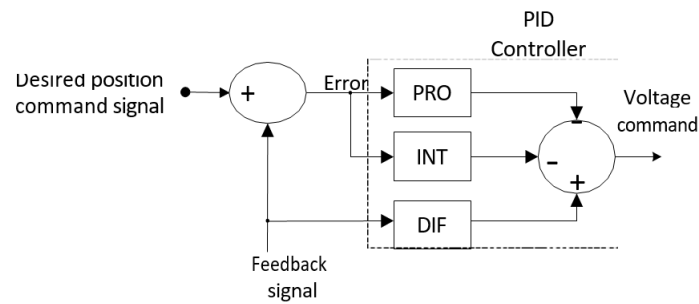 PID
Controller
Desired position
command signal
+
Error
PRO
Voltage
command
-
INT
-
+
DIF
Feedback
signal